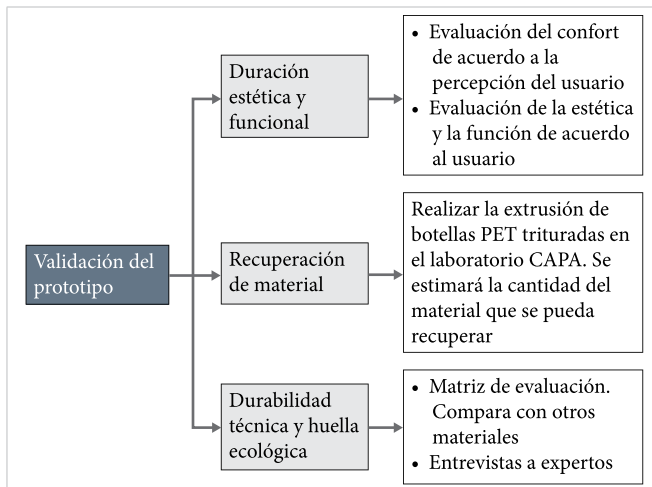 Validación del
prototipo
Duración
estética y
funcional
• Evaluación del confort
de acuerdo a la
percepción del usuario
• Evaluación de la estética
y la función de acuerdo
al usuario
Recuperación
de material
Realizar la extrusión de
botellas PET trituradas en
el laboratorio CAPA. Se
estimará la cantidad del
material que se pueda
recuperar
Durabilidad
técnica y huella
ecológica
• Matriz de evaluación.
Compara con otros
materiales
• Entrevistas a expertos